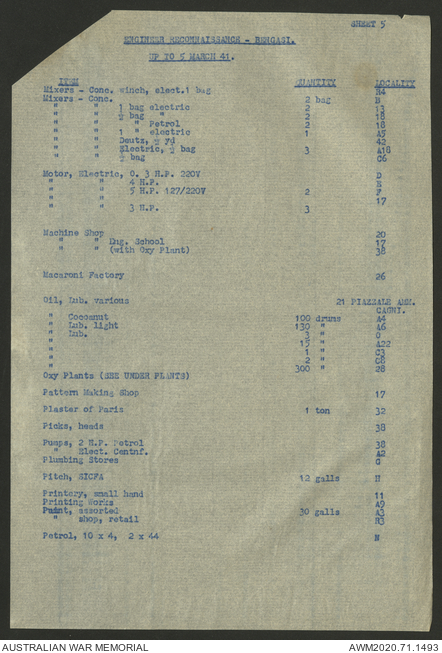 SHEET 5
ENGINEER RECONNAISSANCE - BENGASI.
UP TO 5 MARCH 41.
ITEM QUANTITY LOCALITY
Mixers - Conc. winch, elect. 1 bag H4
Mixers - Conc. 2 bag B
" " 1 bag electric 2 " 13
" " ½ bag " 2 " 18
" " " Petrol 2 " 18
" " 1 " electric 1 A5
" " Deutz, ½ yd 42
" " Electric, ½ bag 3 A18
" " ½ bag C6
Motor, Electric, 0. 3 H.P. 220V D
" " 4 H.P. E
" " 5 H.P. 127/220V 2 F
" " 17
" " 3 H.P. 3
Machine Shop 20
" " Eng. School 17
" " (with Oxy Plant) 38
Macaroni Factory 26
Oil, Lub. various 21 PIAZZALE
CAGNI.
" Cocoanut 100 drums A4
" Lub. light 130 " A6
" Lub. 3 " O
" 15 " A22
" 1 " C3
" 2 " C8
" 300 " 28
Oxy Plants (SEE UNDER PLANTS)
Pattern Making Shop 17
Plaster of Paris 1 ton 32
Picks, heads 38
Pumps, 2 H.P. Petrol 38
" Elect. Centnf. A2
Plumbing Stores G
Pitch, SICFA 12 galls H
Printery, small hand 11
Printing Works A9
Paint, assorted 30 galls A3
" shop, retail H3
Petrol, 10 x 4, 2 x 44 N
AUSTRALIAN WAR MEMORIAL AWM2020.71.1493